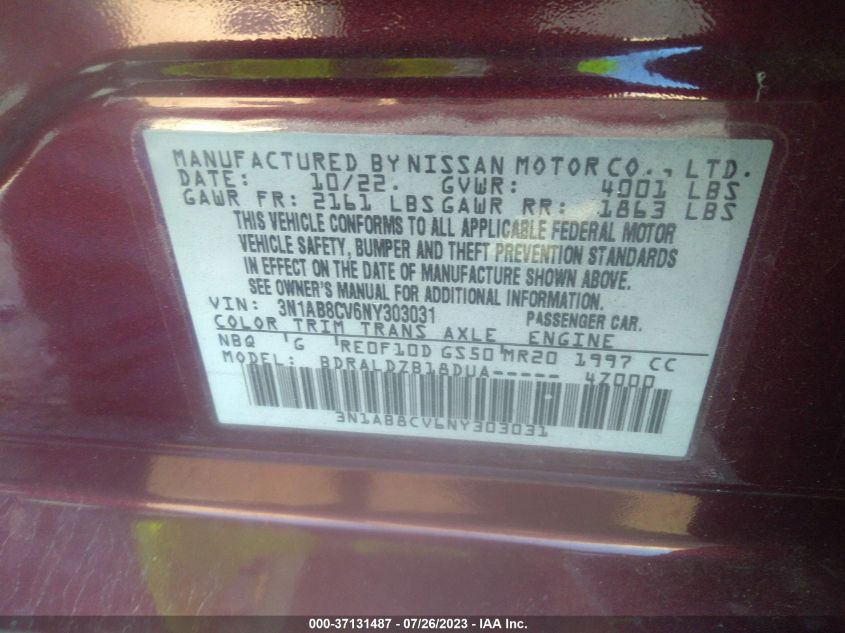 MANUFACTURED BY NISSAN MOTOR CO., LTD.
DATE: 10/22. GVWR: 4001 LBS
GAWR FR: 2161 LBS GAWR RR: 1863 LBS
THIS VEHICLE CONFORMS TO ALL APPLICABLE FEDERAL MOTOR
VEHICLE SAFETY, BUMPER AND THEFT PREVENTION STANDARDS
IN EFFECT ON THE DATE OF MANUFACTURE SHOWN ABOVE.
SEE OWNER'S MANUAL FOR ADDITIONAL INFORMATION.
VIN: 3N1AB8CV6NY303031 PASSENGER CAR.
COLOR TRIM TRANS AXLE ENGINE
NBQ G RE0F10D GS50 MR20 1997 CC
MODEL: BDRALDZB18DUA----- 4Z000
3N1AB8CV6NY303031
000-37131487 - 07/26/2023 - IAA Inc.